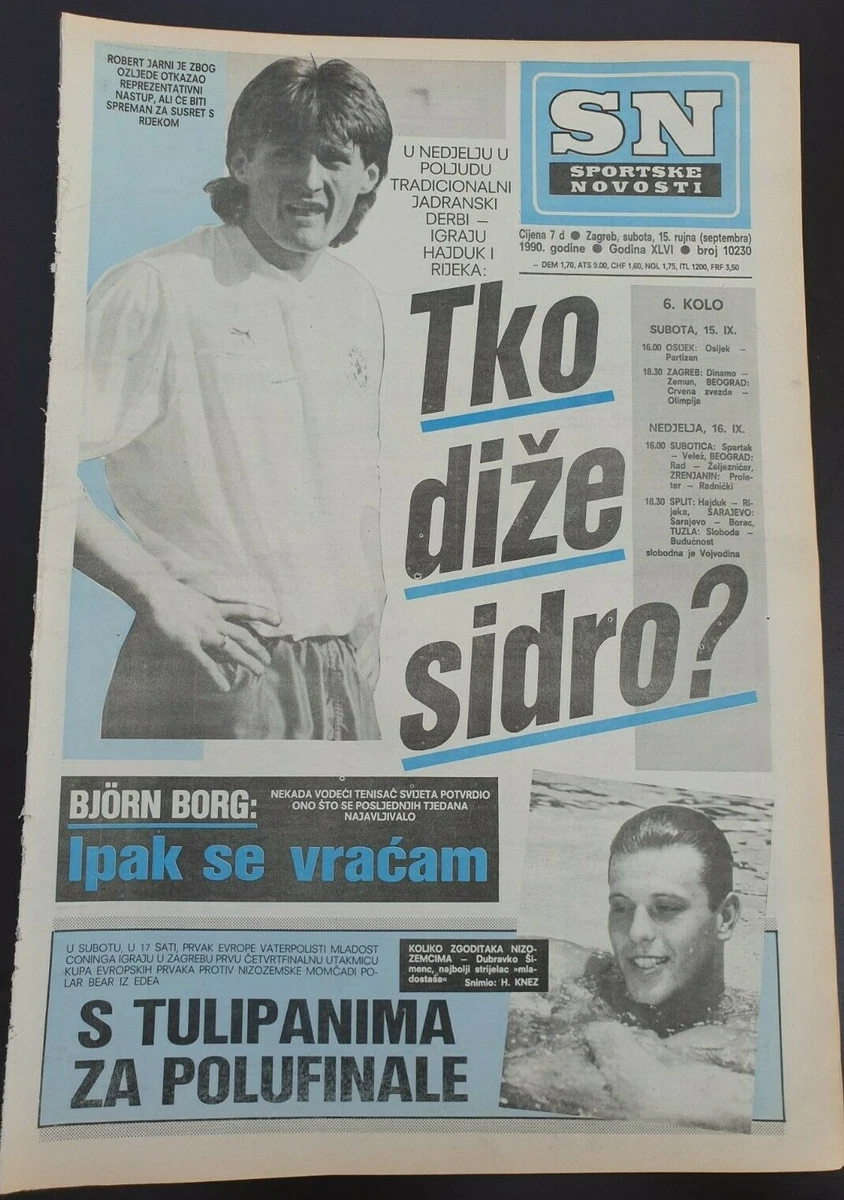 ROBERT JARNI JE ZBOG
OZLJEDE OTKAZAO
REPREZENTATIVNI
NASTUP, ALI ĆE BITI
SPREMAN ZA SUSRET S
RIJEKOM
U NEDJELJU U
POLJUDU
TRADICIONALNI
JADRANSKI
DERBI —
IGRAJU
HAJDUK I
RIJEKA:
SN
SPORTSKE
NOVOSTI
Cijena 7 d ● Zagreb, subota, 15. rujna (septembra)
1990. godine ● Godina XLVI ● broj 10230
— DEM 1,70, ATS 9.00, CHF 1,60, NGL 1,75, ITL 1200, FRF 3,50
Tko
diže
sidro?
6. KOLO
SUBOTA, 15. IX.
16.00 OSIJEK: Osijek –
Partizan
18.30 ZAGREB: Dinamo –
Zemun, BEOGRAD:
Crvena zvezda –
Olimpija
NEDJELJA, 16. IX.
16.00 SUBOTICA: Spartak
– Velež, BEOGRAD:
Rad – Željezničar,
ZRENJANIN: Prole-
ter – Radnički
18.30 SPLIT: Hajduk – Ri-
jeka, SARAJEVO:
Sarajevo – Borac,
TUZLA: Sloboda –
Budućnost
slobodna je Vojvodina
BJÖRN BORG:
NEKADA VODEĆI TENISAČ SVIJETA POTVRDIO
ONO ŠTO SE POSLJEDNJIH TJEDANA
NAJAVLJIVALO
Ipak se vraćam
U SUBOTU, U 17 SATI, PRVAK EVROPE VATERPOLISTI MLADOST
CONINGA IGRAJU U ZAGREBU PRVU ČETVRTFINALNU UTAKMICU
KUPA EVROPSKIH PRVAKA PROTIV NIZOZEMSKE MOMČADI PO-
LAR BEAR IZ EDEA
KOLIKO ZGODITAKA NIZO-
ZEMCIMA – Dubravko Ši-
menc, najbolji strijelac »mla-
dostaša« Snimio: H. KNEZ
S TULIPANIMA
ZA POLUFINALE